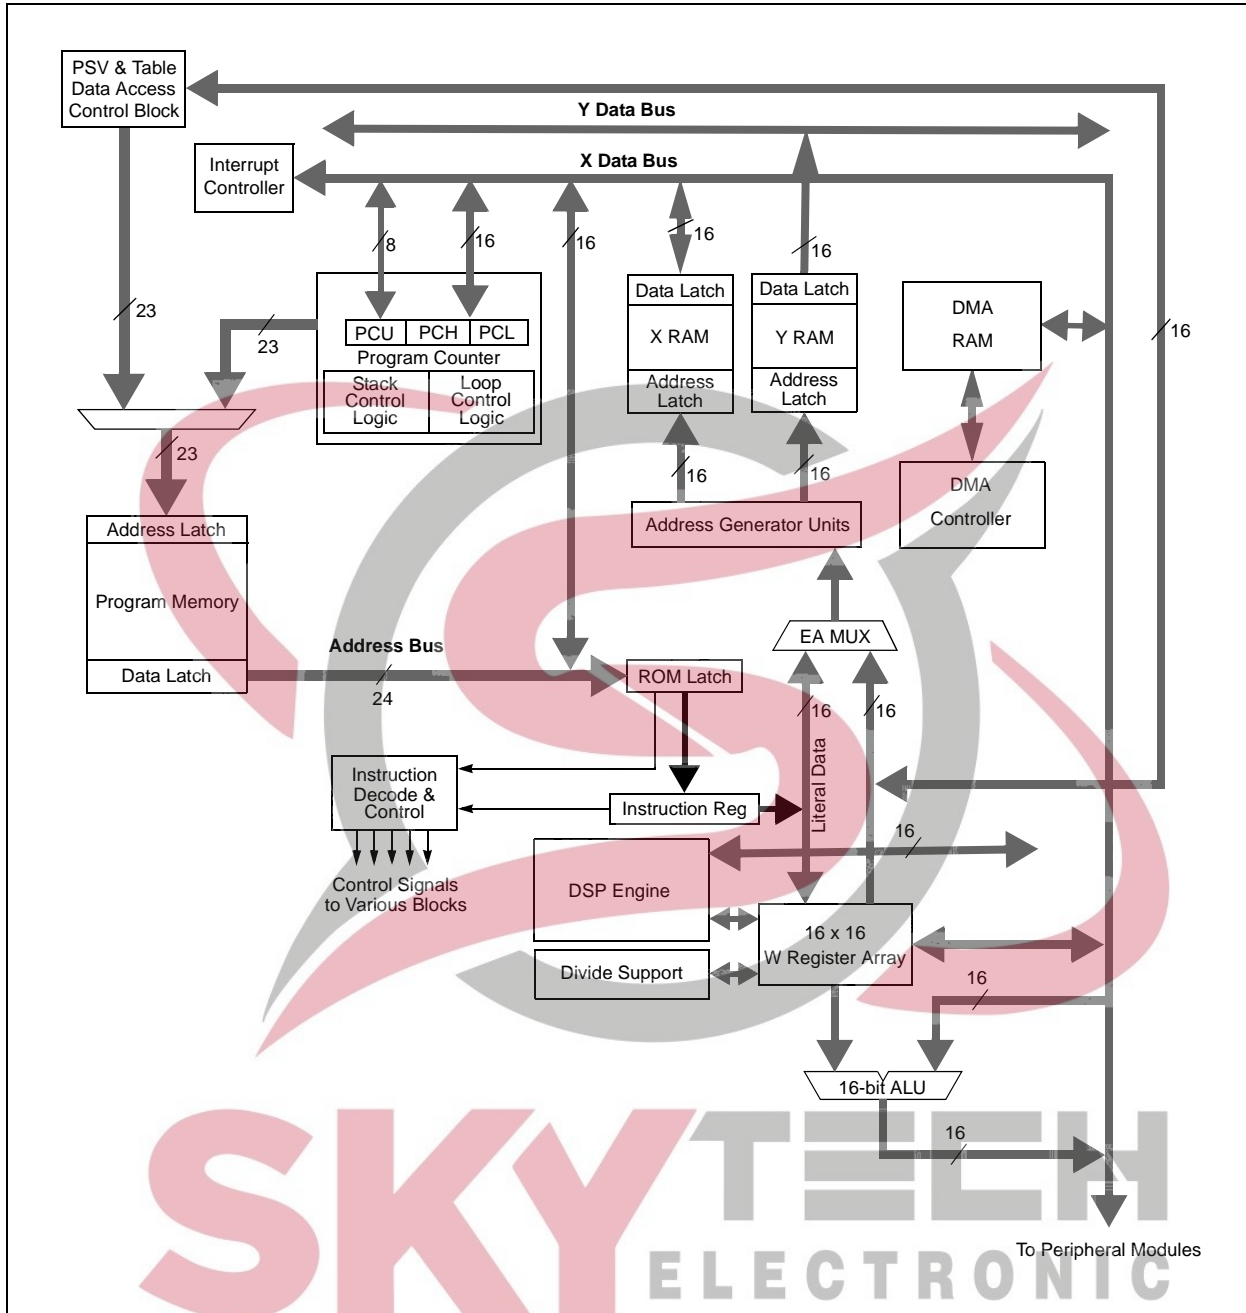 PSV & Table
Data Access
Control Block
Y Data Bus
X Data Bus
Interrupt
Controller
8
16
16
16
16
16
23
23
PCU
PCH
PCL
Program Counter
Stack
Control
Logic
Loop
Control
Logic
Data Latch
X RAM
Address
Latch
Data Latch
Y RAM
Address
Latch
DMA
RAM
23
16
16
DMA
Controller
Address Generator Units
Address Latch
Program Memory
Data Latch
Address Bus
24
ROM Latch
EA MUX
16
16
Literal Data
Instruction
Decode &
Control
Instruction Reg
Control Signals
to Various Blocks
16
DSP Engine
16 x 16
W Register Array
Divide Support
16
16-bit ALU
16
To Peripheral Modules
SKYTECH
ELECTRONIC